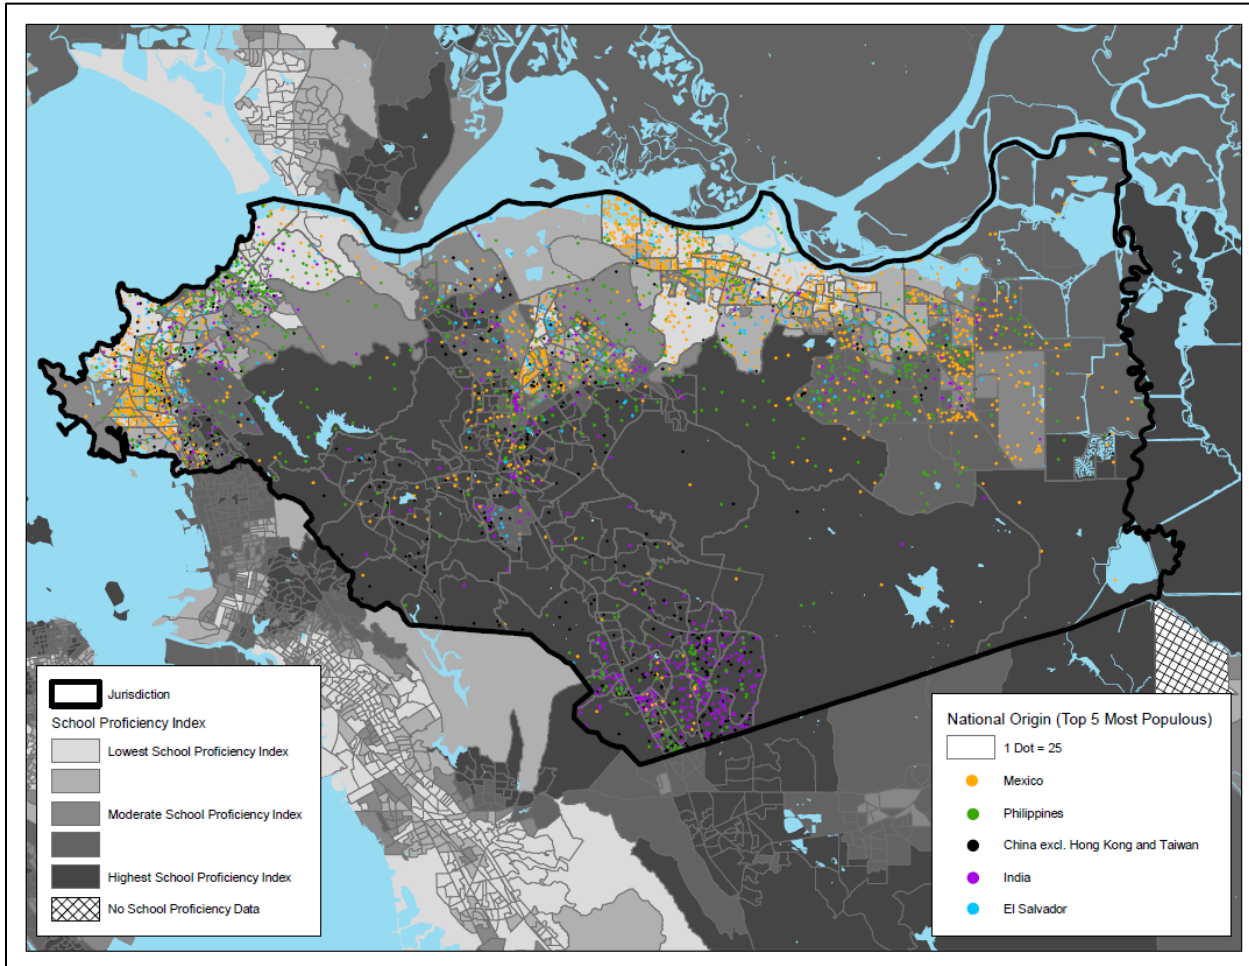 Jurisdiction
School Proficiency Index
Lowest School Proficiency Index
Moderate School Proficiency Index
Highest School Proficiency Index
No School Proficiency Data
National Origin (Top 5 Most Populous)
1 Dot = 25
Mexico
Philippines
China excl. Hong Kong and Taiwan
India
El Salvador